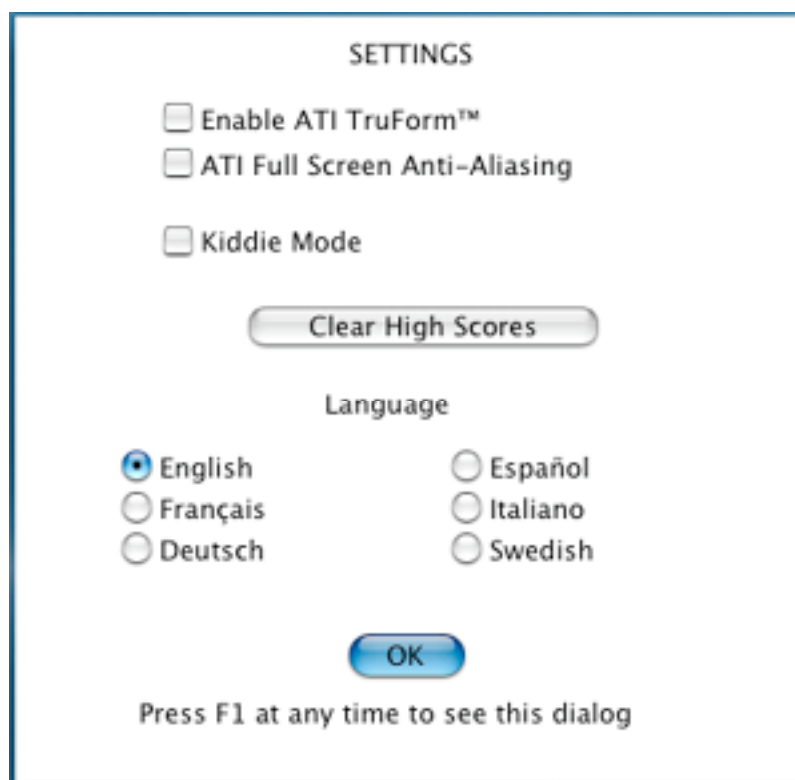 SETTINGS
Enable ATI TruForm™
ATI Full Screen Anti-Aliasing
Kiddie Mode
Clear High Scores
Language
English
Español
Français
Italiano
Deutsch
Swedish
OK
Press F1 at any time to see this dialog